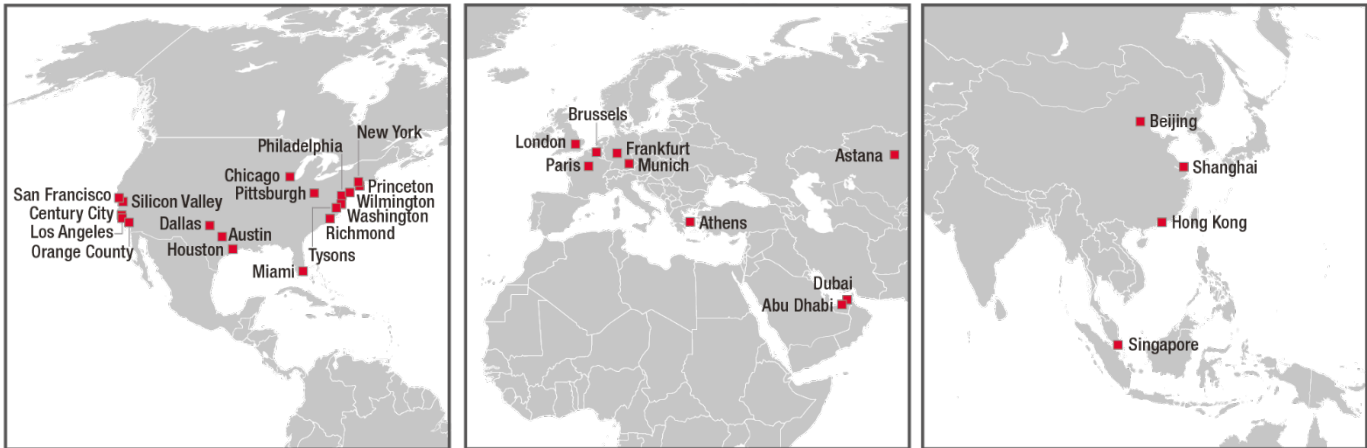 New York
Philadelphia
Chicago
Pittsburgh
Princeton
Wilmington
Washington
Richmond
San Francisco
Silicon Valley
Century City
Los Angeles
Orange County
Dallas
Austin
Houston
Tysons
Miami
Brussels
London
Frankfurt
Paris
Munich
Astana
Athens
Dubai
Abu Dhabi
Beijing
Shanghai
Hong Kong
Singapore